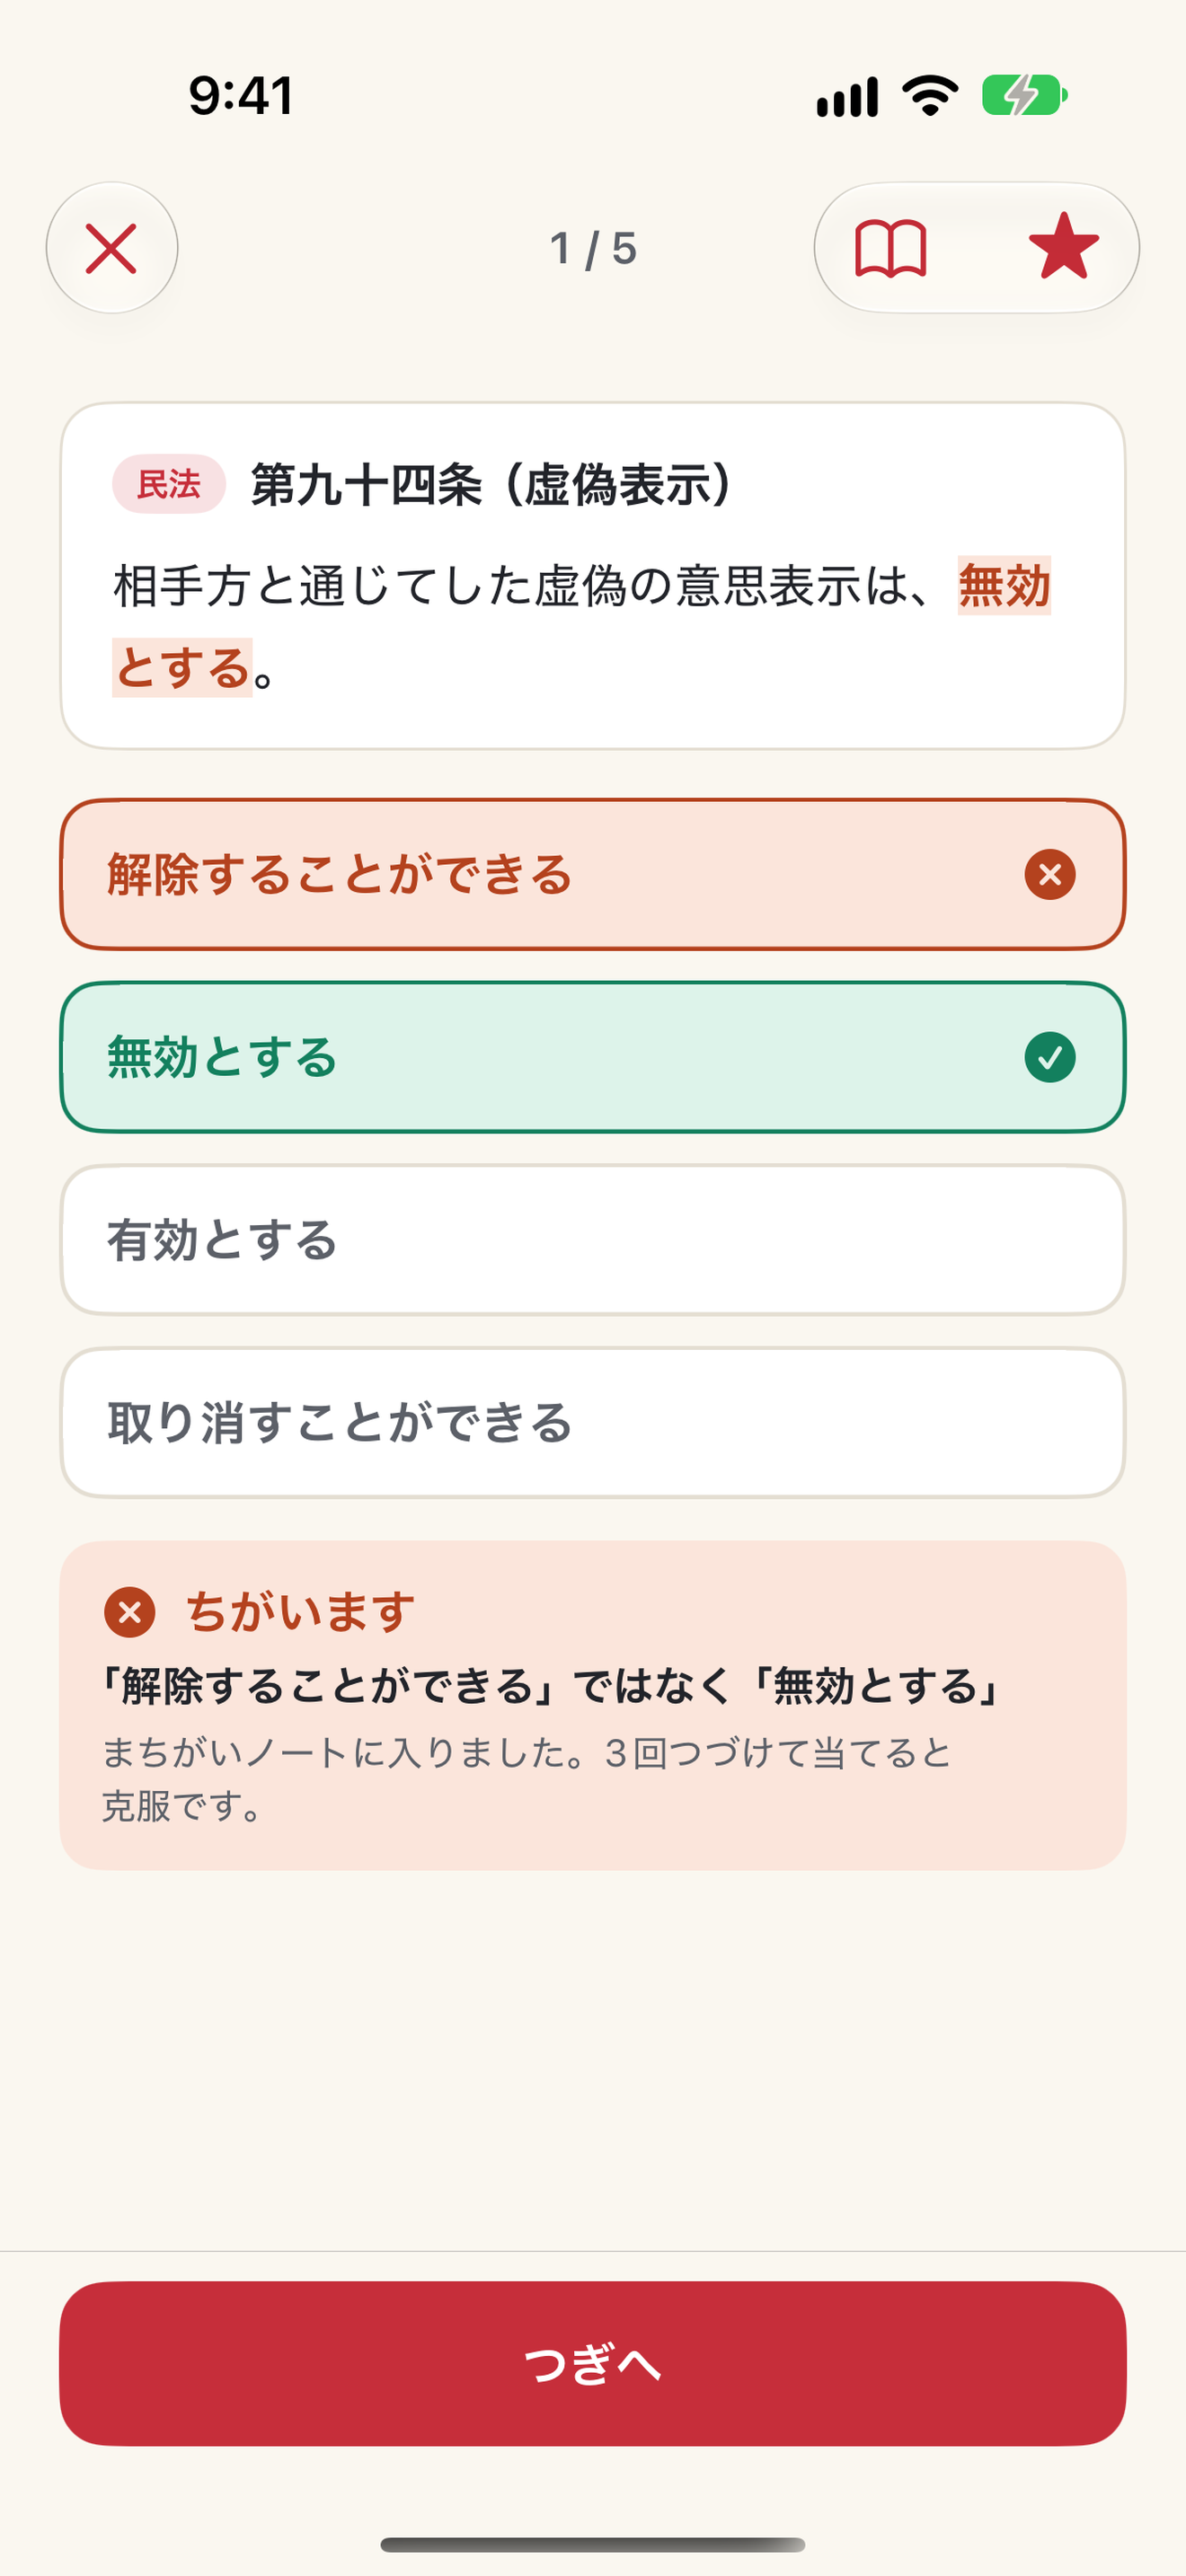 9:41
1 / 5
民法 第九十四条（虚偽表示）
相手方と通じてした虚偽の意思表示は、無効
とする。
解除することができる
無効とする
有効とする
取り消すことができる
ちがいます
「解除することができる」ではなく「無効とする」
まちがいノートに入りました。3回つづけて当てると
克服です。
つぎへ